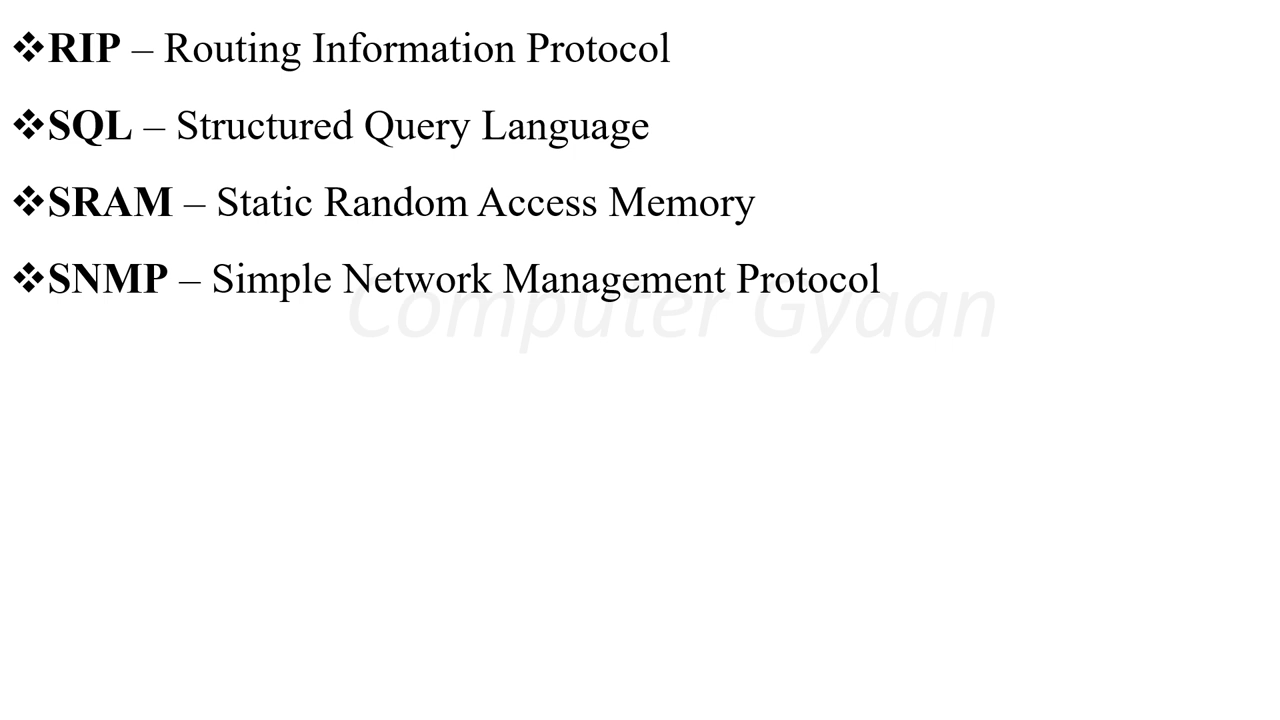 ❖RIP – Routing Information Protocol
❖SQL – Structured Query Language
❖SRAM – Static Random Access Memory
❖SNMP – Simple Network Management Protocol
Computer Gyaan